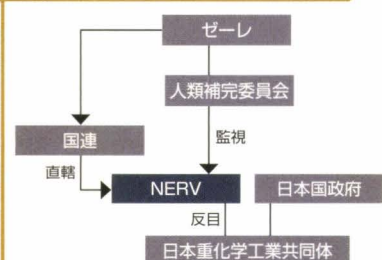 ゼーレ
人類補完委員会
国連
監視
直轄
NERV
日本国政府
反目
日本重化学工業共同体